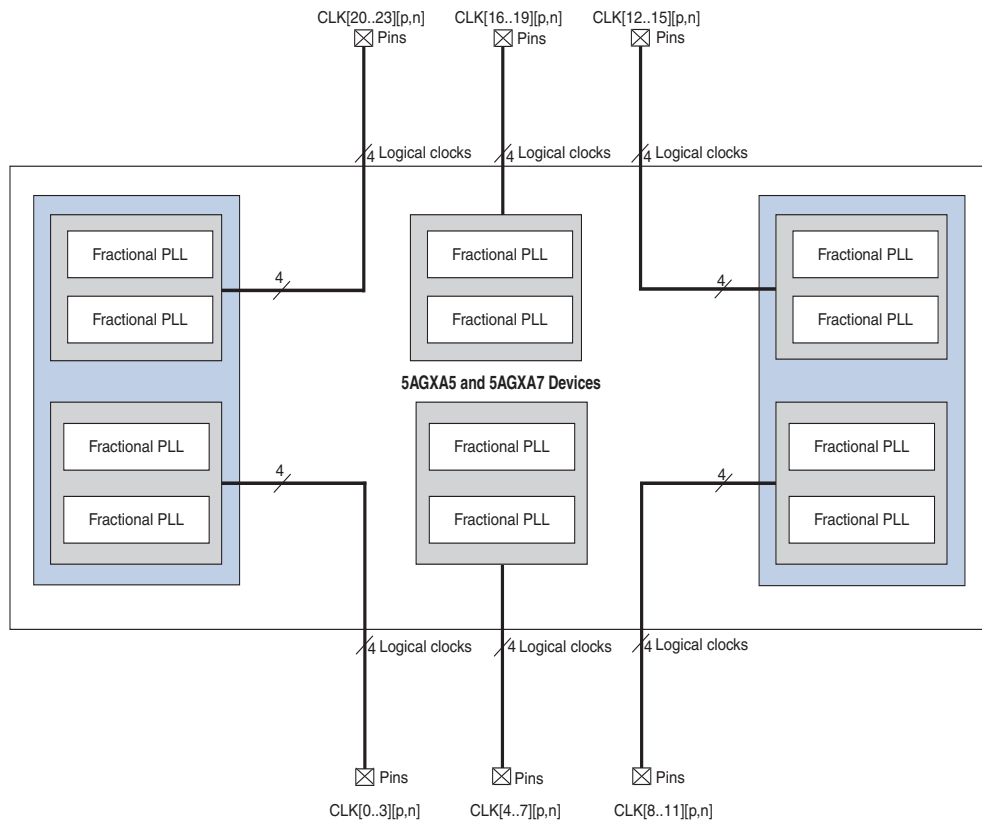 CLK[20..23][p,n] CLK[16..19][p,n] CLK[12..15][p,n]
Pins Pins Pins
4 Logical clocks 4 Logical clocks 4 Logical clocks
Fractional PLL Fractional PLL Fractional PLL
4 4
Fractional PLL Fractional PLL Fractional PLL
5AGXA5 and 5AGXA7 Devices
Fractional PLL Fractional PLL Fractional PLL
4 4
Fractional PLL Fractional PLL Fractional PLL
4 Logical clocks 4 Logical clocks 4 Logical clocks
Pins Pins Pins
CLK[0..3][p,n] CLK[4..7][p,n] CLK[8..11][p,n]